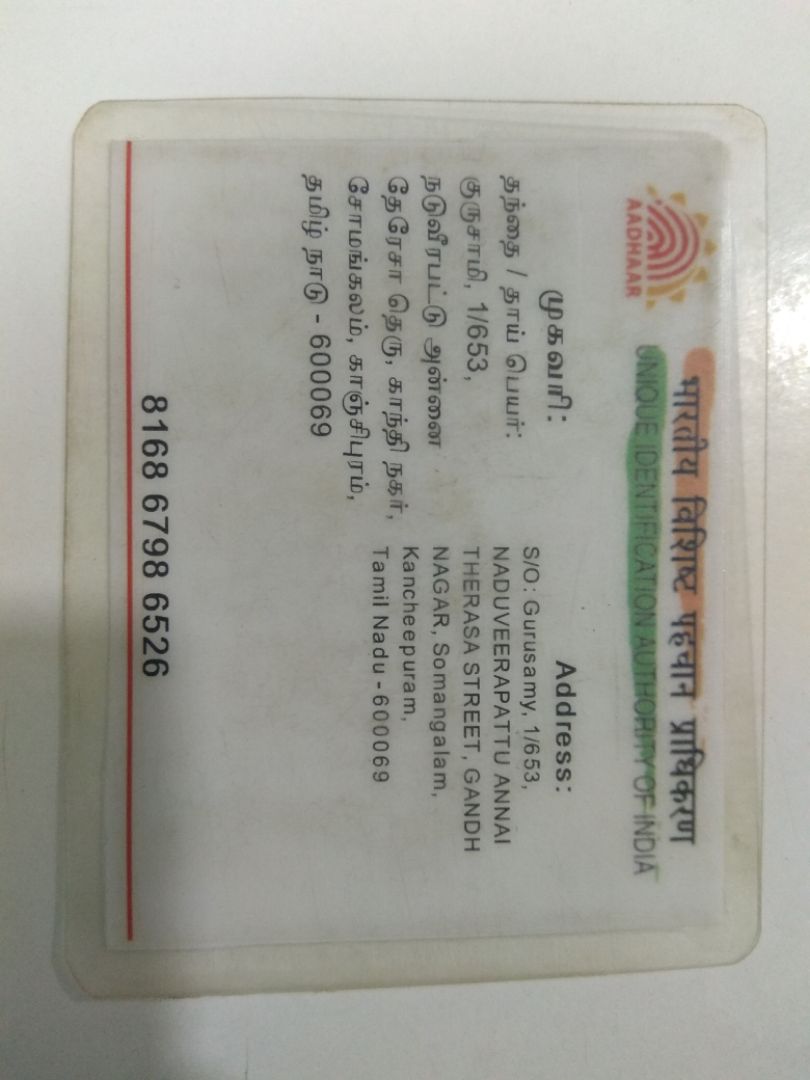 भारतीय विशिष्ट पहचान प्राधिकरण
UNIQUE IDENTIFICATION AUTHORITY OF INDIA
AADHAAR
முகவரி:
தந்தை / தாய் பெயர்:
குருசாமி, 1/653,
நடுவீரபட்டு அன்னை
தேரேசா தெரு, காந்தி நகர்,
சோமங்கலம், காஞ்சிபுரம்,
தமிழ் நாடு - 600069
Address:
S/O: Gurusamy, 1/653,
NADUVEERAPATTU ANNAI
THERASA STREET, GANDH
NAGAR, Somangalam,
Kancheepuram,
Tamil Nadu - 600069
8168 6798 6526